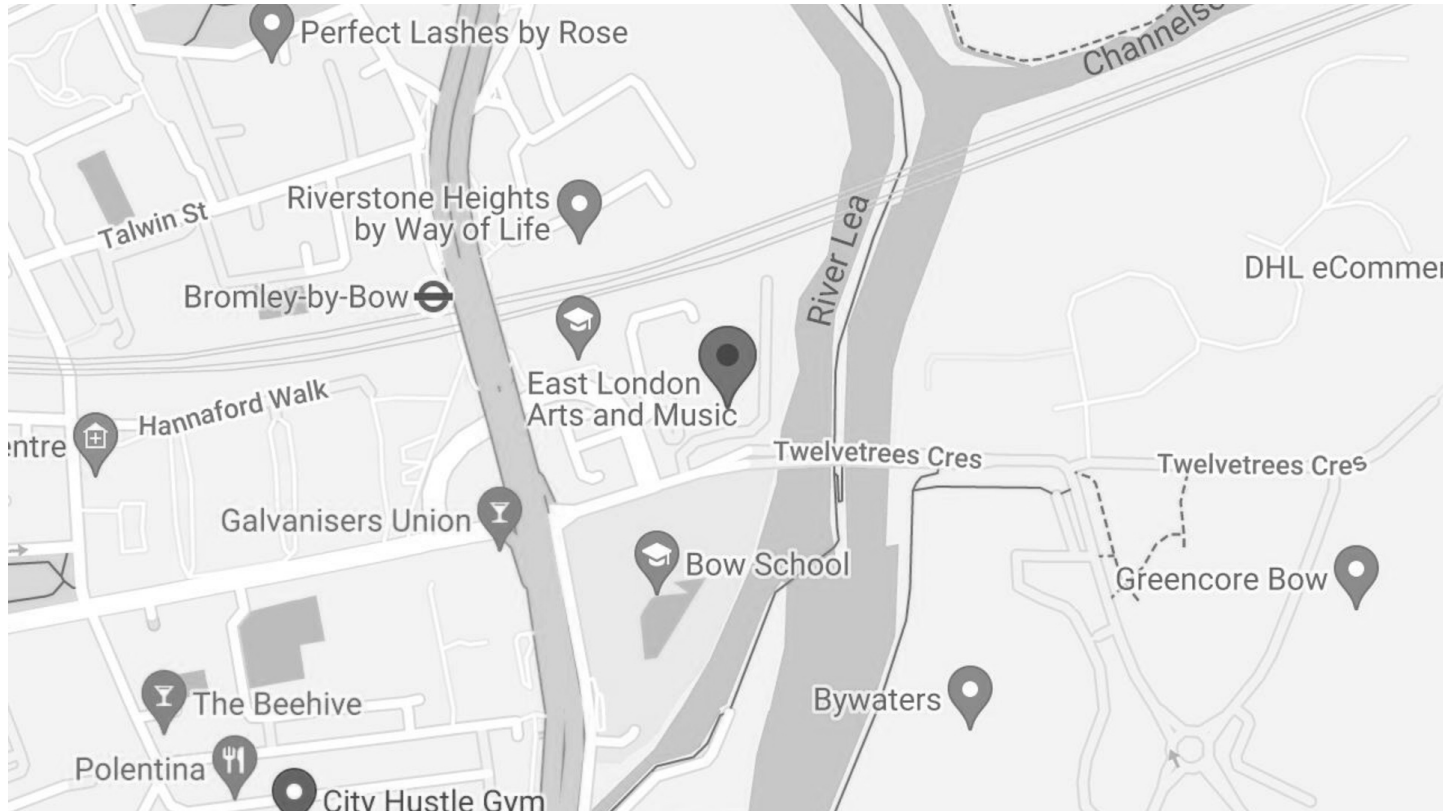 Perfect Lashes by Rose
Channelse
Talwin St
Riverstone Heights
by Way of Life
River Lea
DHL eCommer
Bromley-by-Bow
East London
Arts and Music
Hannaford Walk
entre
Twelvetrees Cres
Twelvetrees Cres
Galvanisers Union
Bow School
Greencore Bow
The Beehive
Bywaters
Polentina
City Hustle Gym